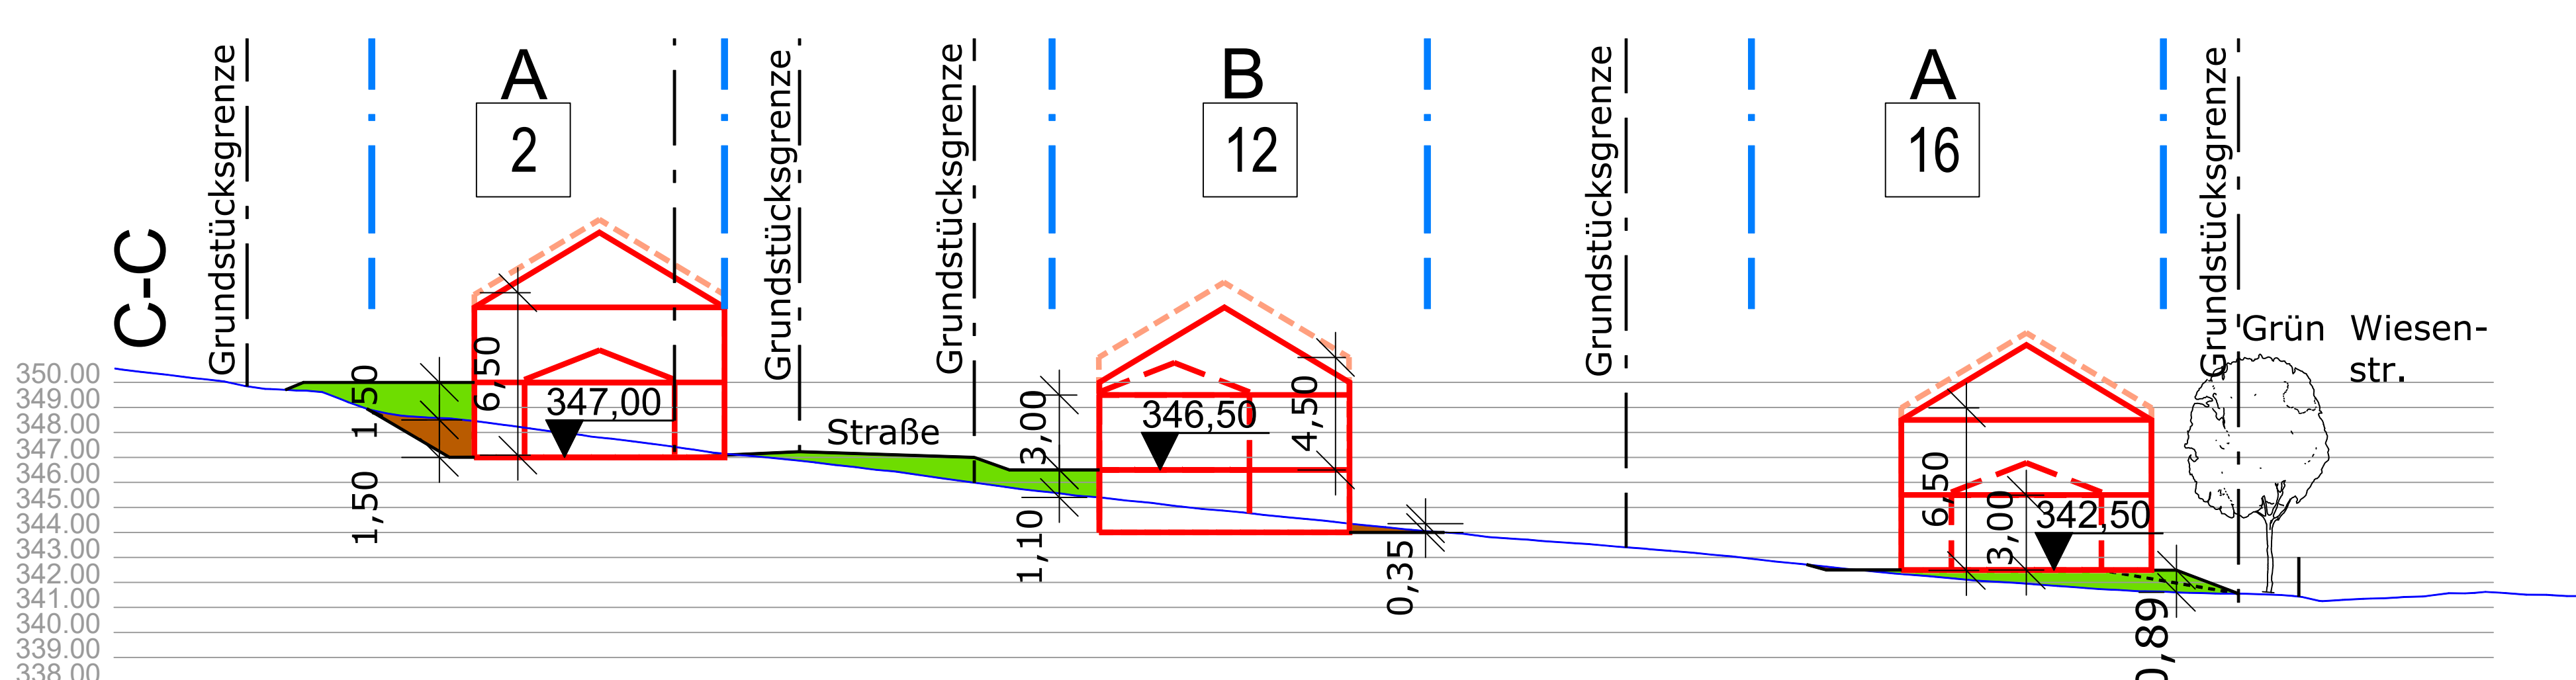 C-C
Grundstücksgrenze
A
2
Grundstücksgrenze
Grundstücksgrenze
B
12
Grundstücksgrenze
A
16
Grundstücksgrenze
Grün
Wiesen-
str.
350.00
349.00
348.00
347.00
346.00
345.00
344.00
343.00
342.00
341.00
340.00
339.00
338.00
1,50
1,50
6,50
347,00
Straße
3,00
1,10
346,50
4,50
0,35
6,50
3,00
342,50
0,89